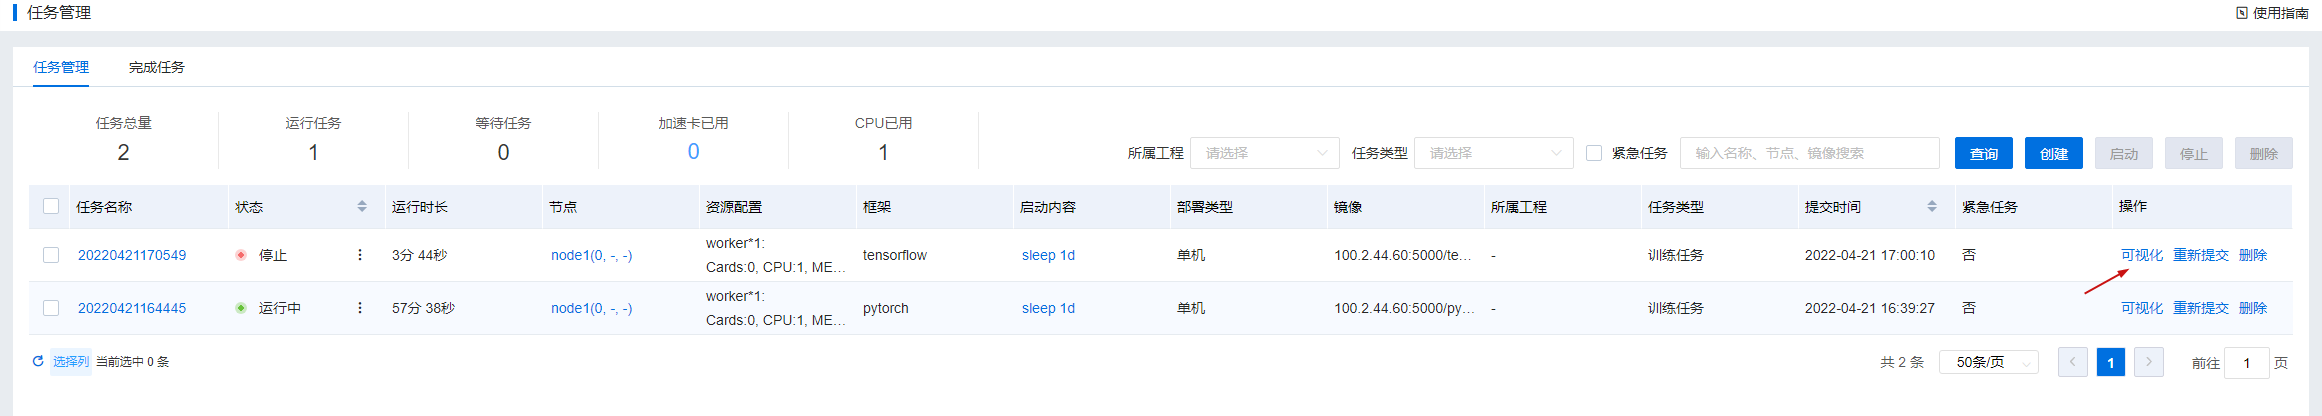 任务管理
使用指南
任务管理 完成任务
任务总量 运行任务 等待任务 加速卡已用 CPU已用
2 1 0 0 1
所属工程 请选择 任务类型 请选择 紧急任务 输入名称、节点、镜像搜索 查询 创建 启动 停止 删除
任务名称 状态 运行时长 节点 资源配置 框架 启动内容 部署类型 镜像 所属工程 任务类型 提交时间 紧急任务 操作
20220421170549 停止 3分 44秒 node1(0, -, -) worker*1: tensorflow sleep 1d 单机 100.2.44.60:5000/te... - 训练任务 2022-04-21 17:00:10 否 可视化 重新提交 删除
Cards:0, CPU:1, ME...
20220421164445 运行中 57分 38秒 node1(0, -, -) worker*1: pytorch sleep 1d 单机 100.2.44.60:5000/py... - 训练任务 2022-04-21 16:39:27 否 可视化 重新提交 删除
Cards:0, CPU:1, ME...
选择列 当前选中 0 条
共 2 条 50条/页 1 前往 1 页